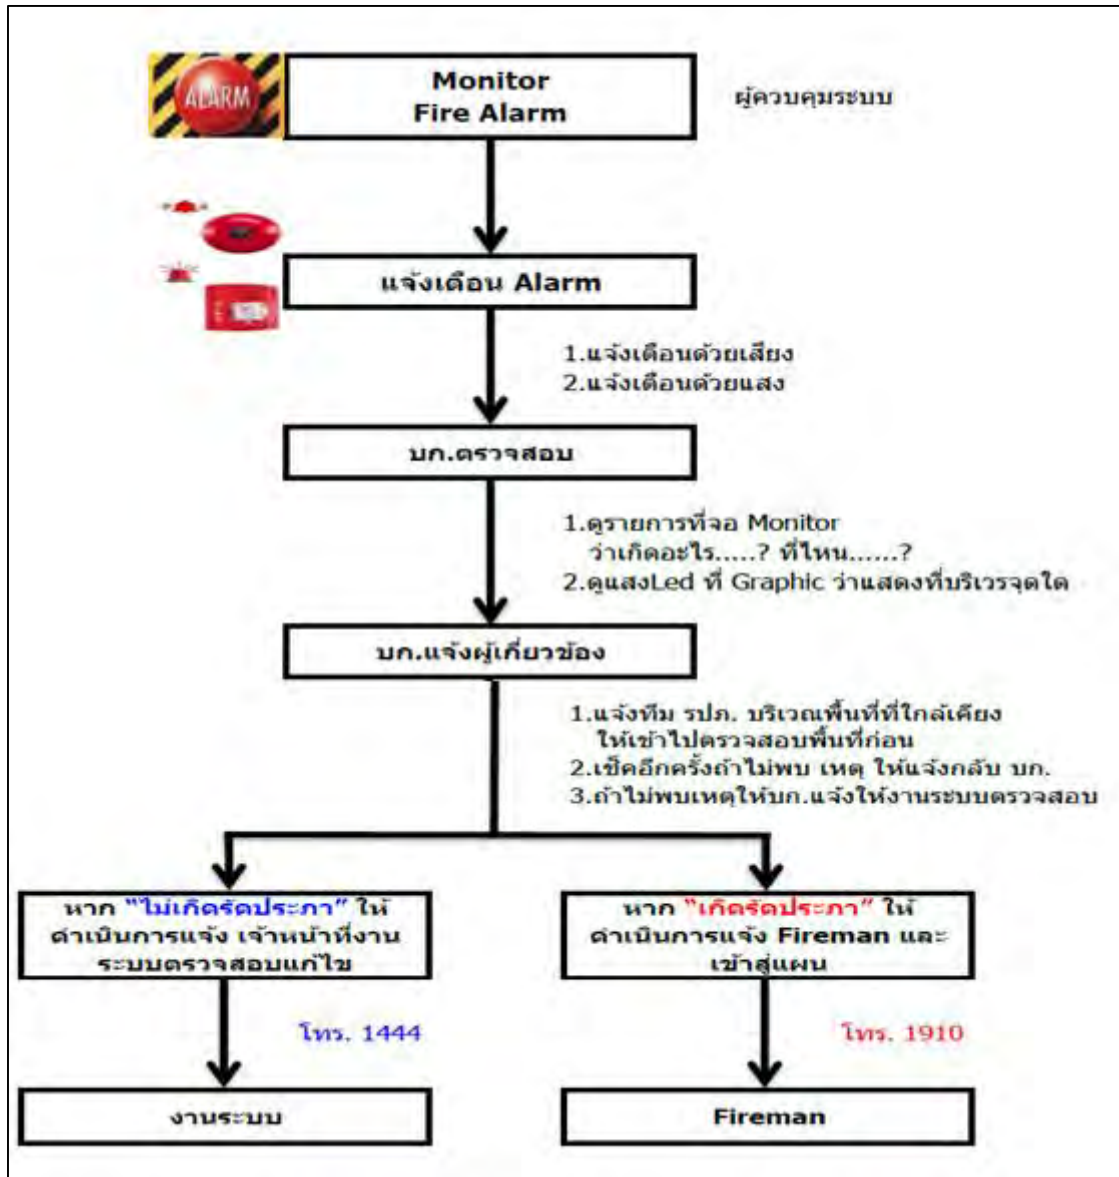 ALARM
Monitor
Fire Alarm
ผู้ควบคุมระบบ
แจ้งเตือน Alarm
1.แจ้งเตือนด้วยเสียง
2.แจ้งเตือนด้วยแสง
บก.ตรวจสอบ
1.ดูรายการที่จอ Monitor
ว่าเกิดอะไร.....? ที่ไหน......?
2.ดูแสงLed ที่ Graphic ว่าแสดงที่บริเวรจุดใด
บก.แจ้งผู้เกี่ยวข้อง
1.แจ้งทีม รปภ. บริเวณพื้นที่ที่ใกล้เคียง
ให้เข้าไปตรวจสอบพื้นที่ก่อน
2.เช็คอีกครั้งถ้าไม่พบ เหตุ ให้แจ้งกลับ บก.
3.ถ้าไม่พบเหตุให้บก.แจ้งให้งานระบบตรวจสอบ
หาก “ไม่เกิดรัตประภา” ให้
ดำเนินการแจ้ง เจ้าหน้าที่งาน
ระบบตรวจสอบแก้ไข
หาก “เกิดรัตประภา” ให้
ดำเนินการแจ้ง Fireman และ
เข้าสู่แผน
โทร. 1444
โทร. 1910
งานระบบ
Fireman